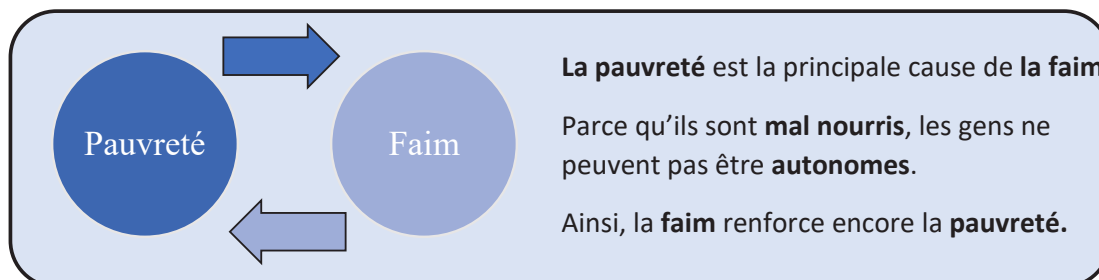 Pauvreté
Faim
La pauvreté est la principale cause de la faim
Parce qu’ils sont mal nourris, les gens ne
peuvent pas être autonomes.
Ainsi, la faim renforce encore la pauvreté.